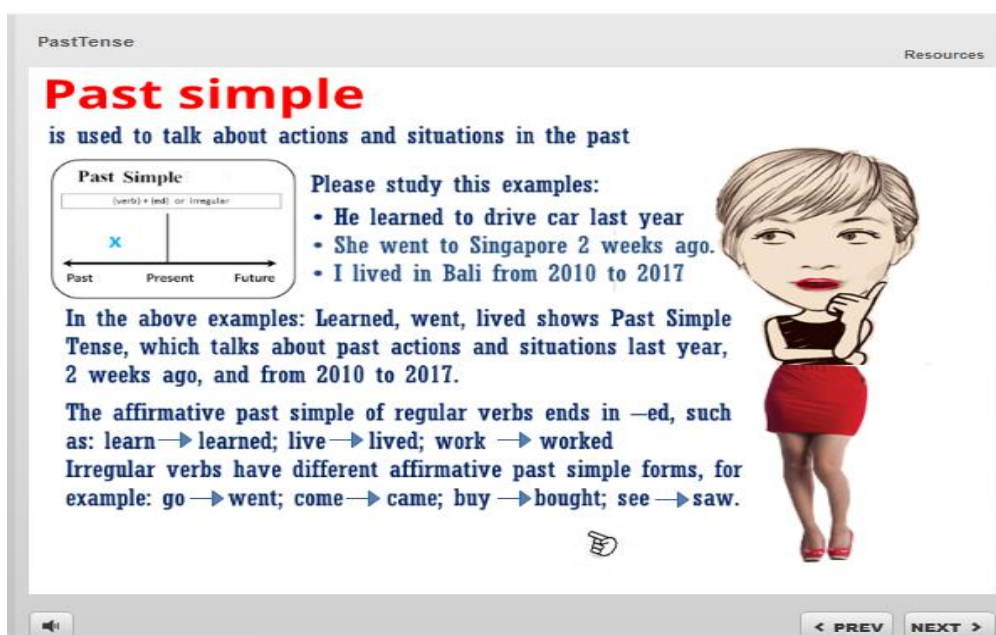 PastTense
Resources
Past simple
is used to talk about actions and situations in the past
Past Simple
(verb) + (ed) or irregular
X
Past Present Future
Please study this examples:
• He learned to drive car last year
• She went to Singapore 2 weeks ago.
• I lived in Bali from 2010 to 2017
In the above examples: Learned, went, lived shows Past Simple
Tense, which talks about past actions and situations last year,
2 weeks ago, and from 2010 to 2017.
The affirmative past simple of regular verbs ends in –ed, such
as: learn → learned; live → lived; work → worked
Irregular verbs have different affirmative past simple forms, for
example: go → went; come → came; buy → bought; see → saw.
< PREV NEXT >